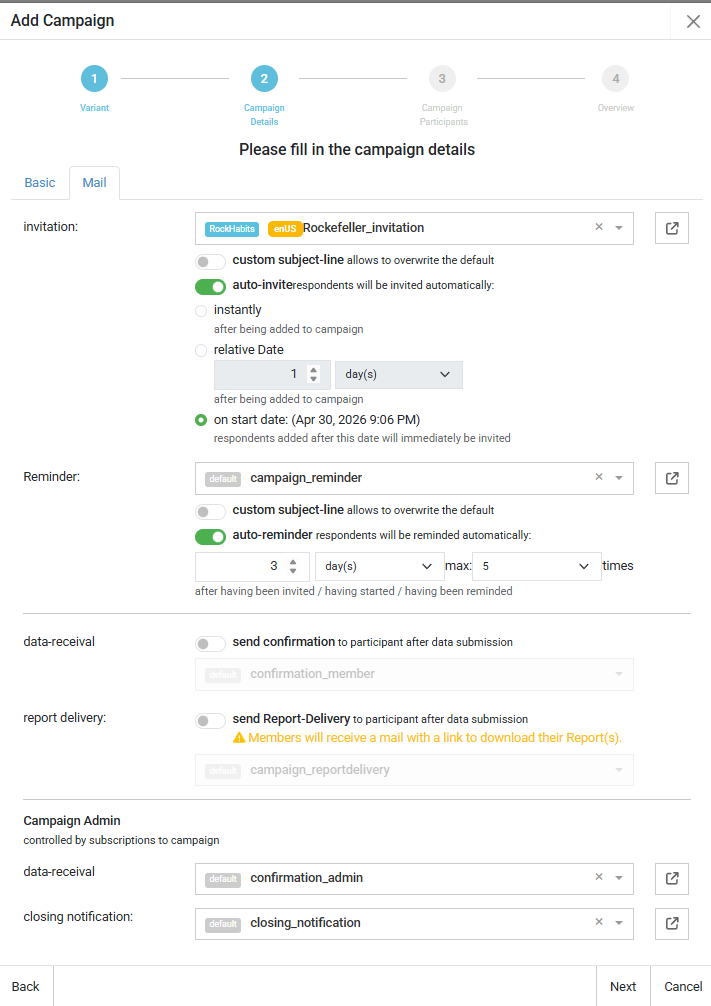 Add Campaign
1 2 3 4
Variant Campaign Details Campaign Participants Overview
Please fill in the campaign details
Basic Mail
invitation: RockHabits enUS Rockefeller_invitation
custom subject-line allows to overwrite the default
auto-inviterespondents will be invited automatically:
instantly
after being added to campaign
relative Date
1 day(s)
after being added to campaign
on start date: (Apr 30, 2026 9:06 PM)
respondents added after this date will immediately be invited
Reminder: default campaign_reminder
custom subject-line allows to overwrite the default
auto-reminder respondents will be reminded automatically:
3 day(s) max: 5 times
after having been invited / having started / having been reminded
data-receival send confirmation to participant after data submission
default confirmation_member
report delivery: send Report-Delivery to participant after data submission
Members will receive a mail with a link to download their Report(s).
default campaign_reportdelivery
Campaign Admin
controlled by subscriptions to campaign
data-receival default confirmation_admin
closing notification: default closing_notification
Back Next Cancel